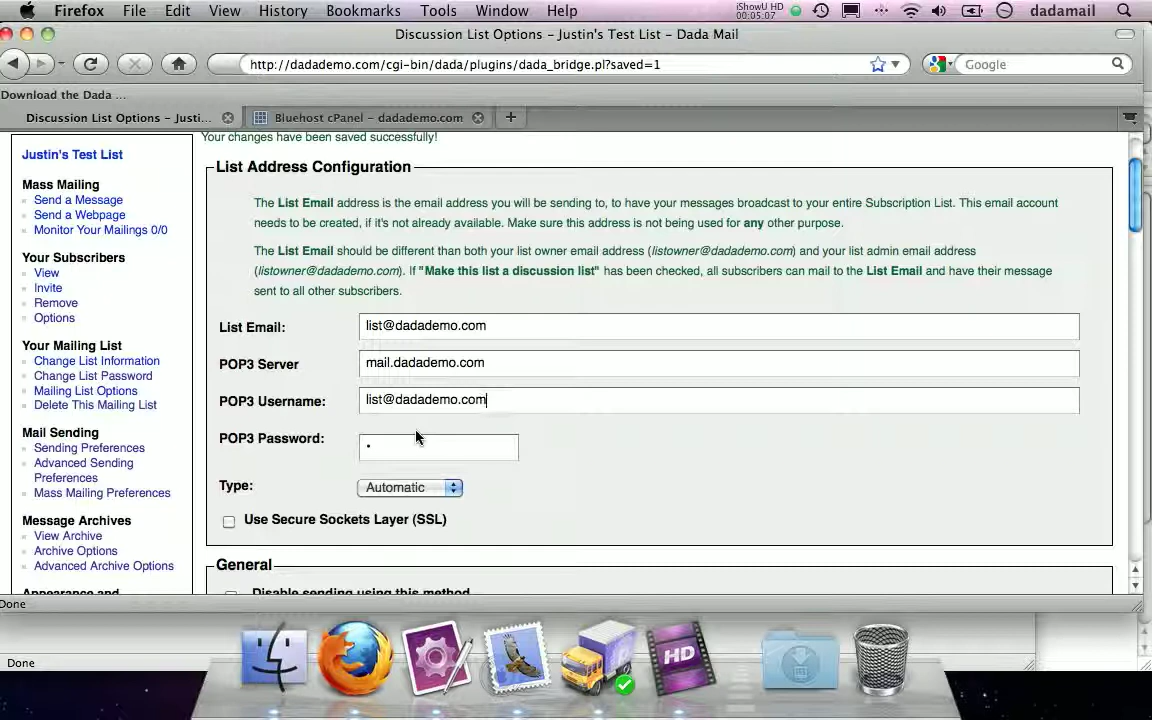 Firefox File Edit View History Bookmarks Tools Window Help iShowU HD 00:05:07 dadamail
Discussion List Options – Justin's Test List – Dada Mail
http://dadademo.com/cgi-bin/dada/plugins/dada_bridge.pl?saved=1 Google
Download the Dada ...
Discussion List Options – Justi... Bluehost cPanel – dadademo.com
Your changes have been saved successfully!
Justin's Test List
Mass Mailing
Send a Message
Send a Webpage
Monitor Your Mailings 0/0
Your Subscribers
View
Invite
Remove
Options
Your Mailing List
Change List Information
Change List Password
Mailing List Options
Delete This Mailing List
Mail Sending
Sending Preferences
Advanced Sending
Preferences
Mass Mailing Preferences
Message Archives
View Archive
Archive Options
Advanced Archive Options
Appearance and
List Address Configuration
The List Email address is the email address you will be sending to, to have your messages broadcast to your entire Subscription List. This email account
needs to be created, if it's not already available. Make sure this address is not being used for any other purpose.
The List Email should be different than both your list owner email address (listowner@dadademo.com) and your list admin email address
(listowner@dadademo.com). If "Make this list a discussion list" has been checked, all subscribers can mail to the List Email and have their message
sent to all other subscribers.
List Email: list@dadademo.com
POP3 Server mail.dadademo.com
POP3 Username: list@dadademo.com
POP3 Password: •
Type: Automatic
Use Secure Sockets Layer (SSL)
General
Disable sending using this method
Done
Done
HD